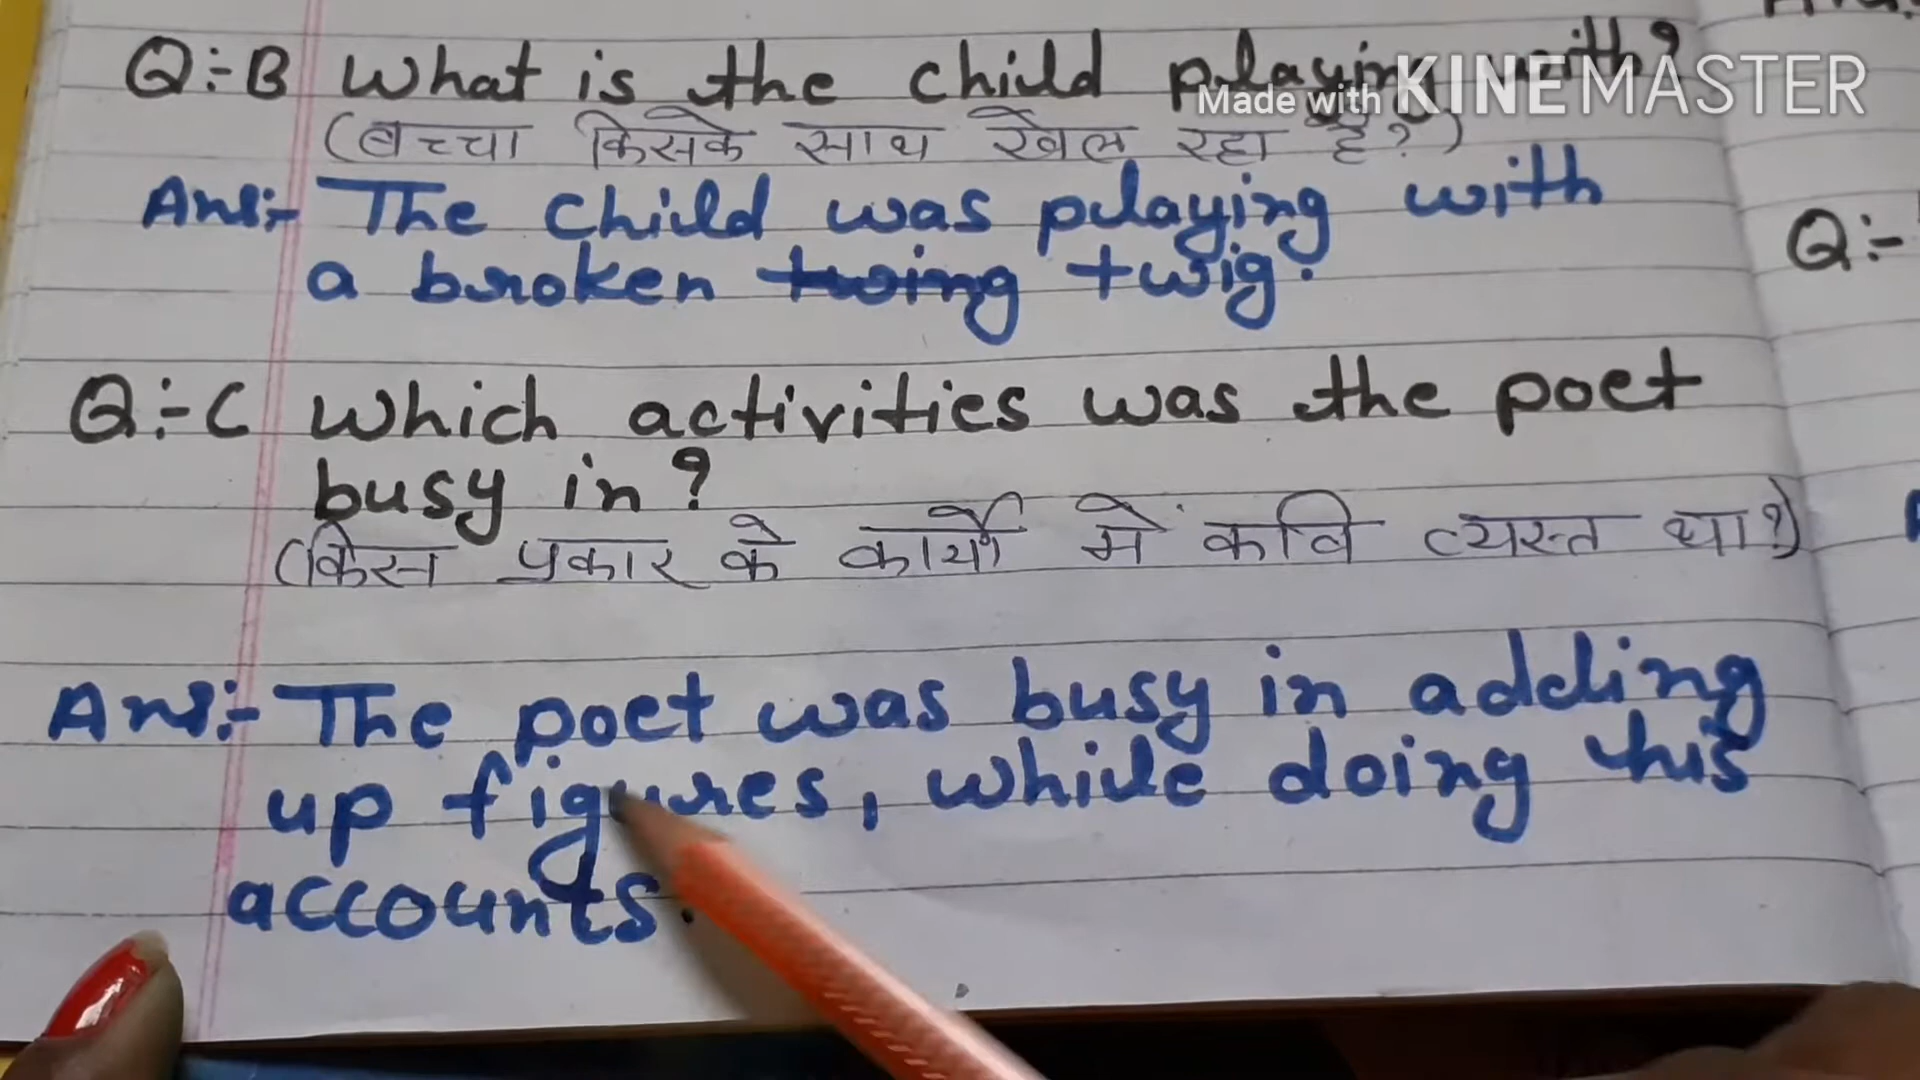 Q:-B What is the child playing with?
Made with KINEMASTER
(बच्चा किसके साथ खेल रहा है?)
Ans:- The child was playing with
a broken twing twig.
Q:-C Which activities was the poet
busy in?
(किस प्रकार के कार्यों में कवि व्यस्त था?)
Ans:- The poet was busy in adding
up figures, while doing this
accounts.
Q:-